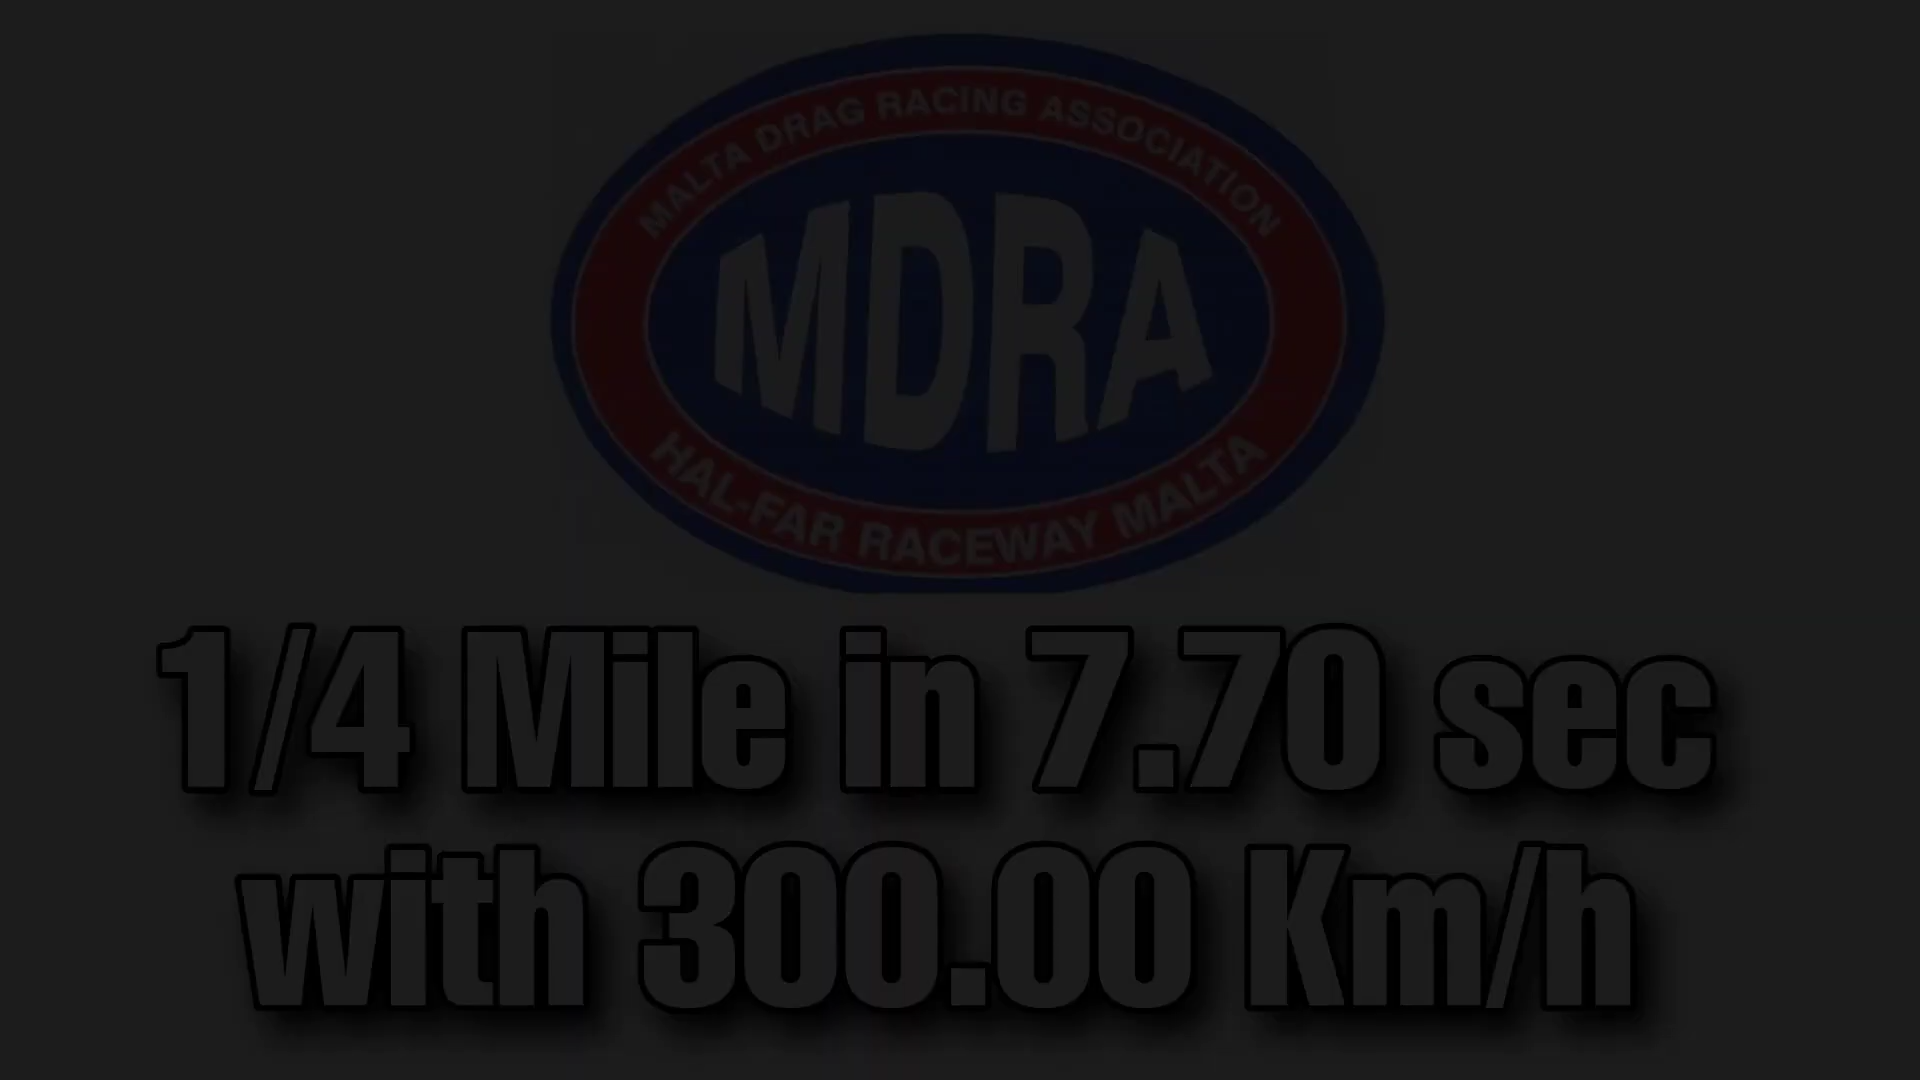 MALTA DRAG RACING ASSOCIATION
MDRA
HAL-FAR RACEWAY MALTA
1/4 Mile in 7.70 sec
with 300.00 Km/h